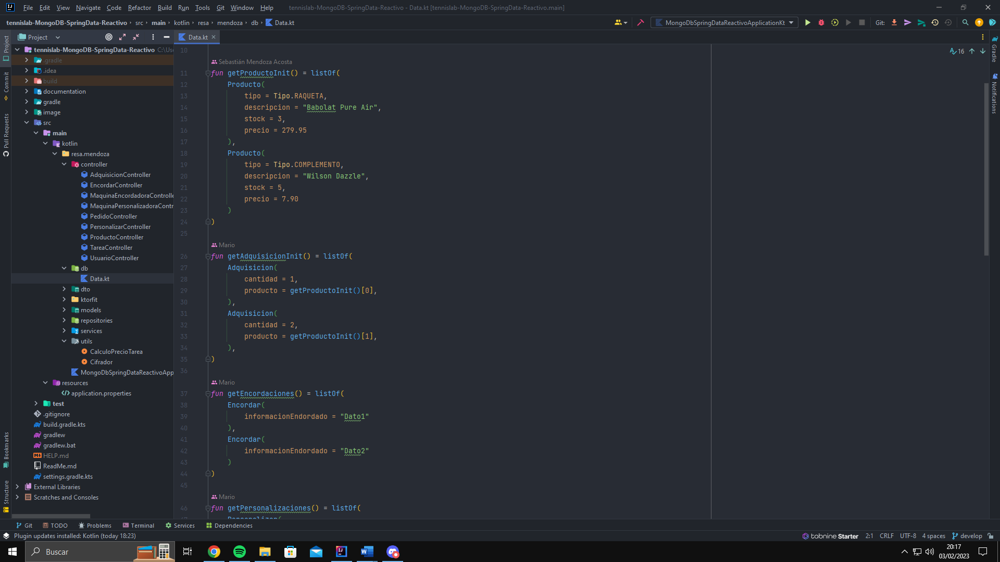 File Edit View Navigate Code Refactor Build Run Tools Git Window Help tennislab-MongoDB-SpringData-Reactivo - Data.kt [tennislab-MongoDB-SpringData-Reactivo.main]
tennislab-MongoDB-SpringData-Reactivo src main kotlin resa mendoza db Data.kt MongoDbSpringDataReactivoApplicationKt Git:
Project
Data.kt
Project
Commit
Pull Requests
Bookmarks
Structure
tennislab-MongoDB-SpringData-Reactivo C:\Use
.gradle
.idea
build
documentation
gradle
image
src
main
kotlin
resa.mendoza
controller
AdquisicionController
EncordarController
MaquinaEncordadoraControlle
MaquinaPersonalizadoraContr
PedidoController
PersonalizarController
ProductoController
TareaController
UsuarioController
db
Data.kt
dto
ktorfit
models
repositories
services
utils
CalculoPrecioTarea
Cifrador
MongoDbSpringDataReactivoApp
resources
application.properties
test
.gitignore
build.gradle.kts
gradlew
gradlew.bat
HELP.md
ReadMe.md
settings.gradle.kts
External Libraries
Scratches and Consoles
16
10
Sebastián Mendoza Acosta
11 fun getProductoInit() = listOf(
12 Producto(
13 tipo = Tipo.RAQUETA,
14 descripcion = "Babolat Pure Air",
15 stock = 3,
16 precio = 279.95
17 ),
18 Producto(
19 tipo = Tipo.COMPLEMENTO,
20 descripcion = "Wilson Dazzle",
21 stock = 5,
22 precio = 7.90
23 )
24 )
25
Mario
26 fun getAdquisicionInit() = listOf(
27 Adquisicion(
28 cantidad = 1,
29 producto = getProductoInit()[0],
30 ),
31 Adquisicion(
32 cantidad = 2,
33 producto = getProductoInit()[1],
34 ),
35 )
36
Mario
37 fun getEncordaciones() = listOf(
38 Encordar(
39 informacionEndordado = "Dato1"
40 ),
41 Encordar(
42 informacionEndordado = "Dato2"
43 )
44 )
45
Mario
46 fun getPersonalizaciones() = listOf(
47 Personalizar(
Gradle
Notifications
Git TODO Problems Terminal Services Dependencies
Plugin updates installed: Kotlin (today 18:23) tabnine Starter 2:1 CRLF UTF-8 4 spaces develop
Buscar
20:17
03/02/2023